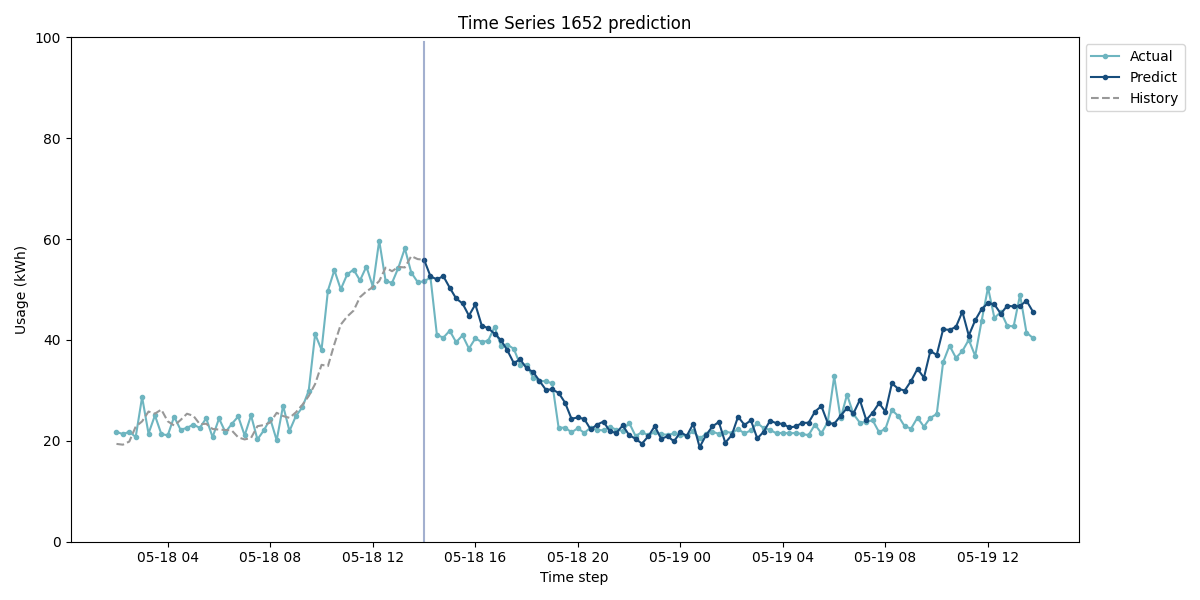 Time Series 1652 prediction
100
80
60
40
20
0
Usage (kWh)
05-18 04
05-18 08
05-18 12
05-18 16
05-18 20
05-19 00
05-19 04
05-19 08
05-19 12
Time step
Actual
Predict
History